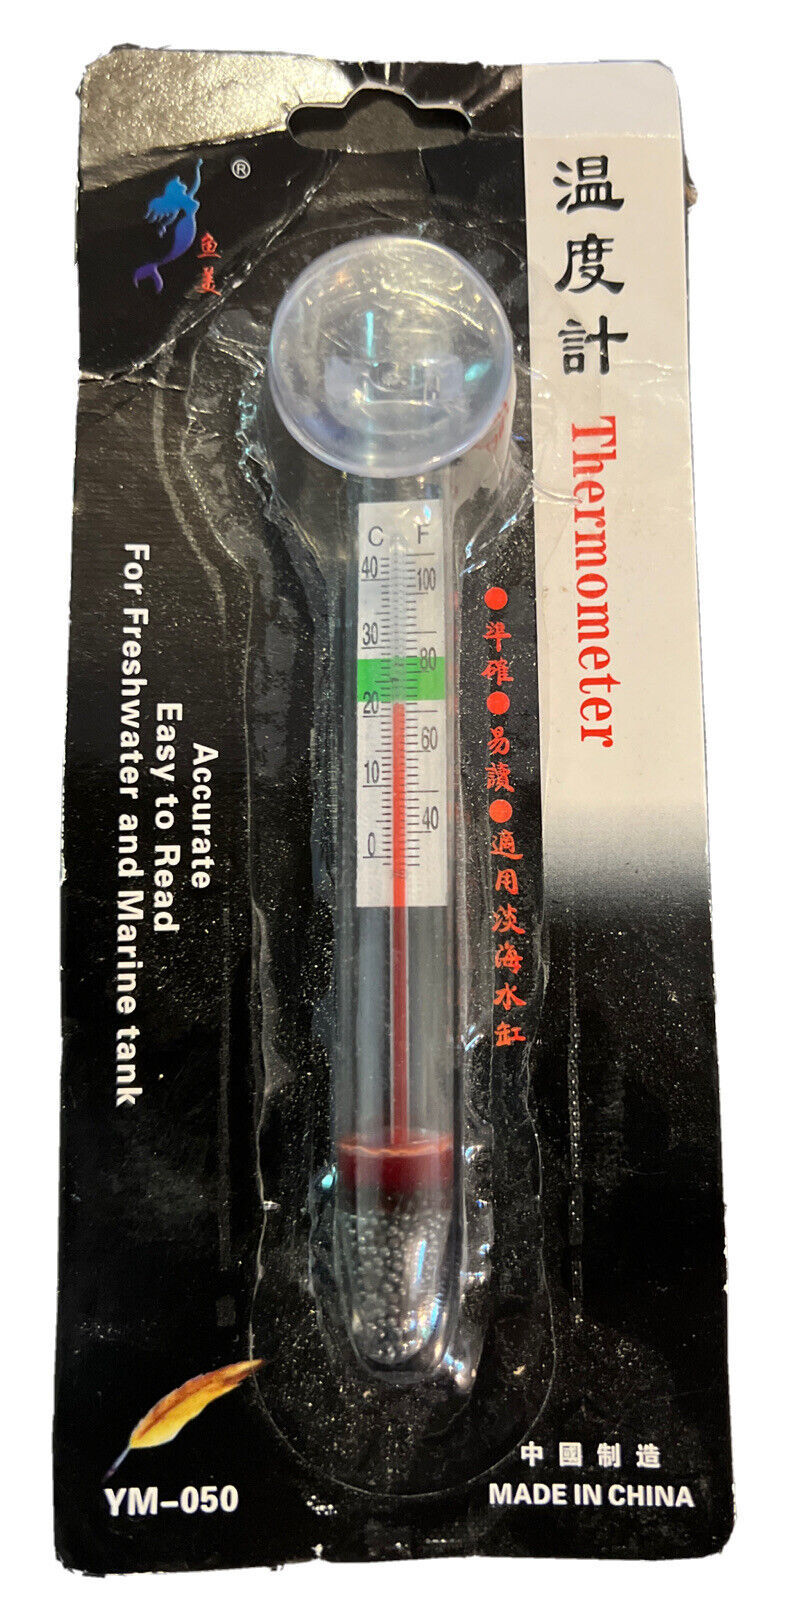 ®
鱼美
温度計
Thermometer
C F
40 100
30
80
20
60
10
40
0
●準確●易讀●適用淡海水缸
Accurate
Easy to Read
For Freshwater and Marine tank
YM-050
中國制造
MADE IN CHINA